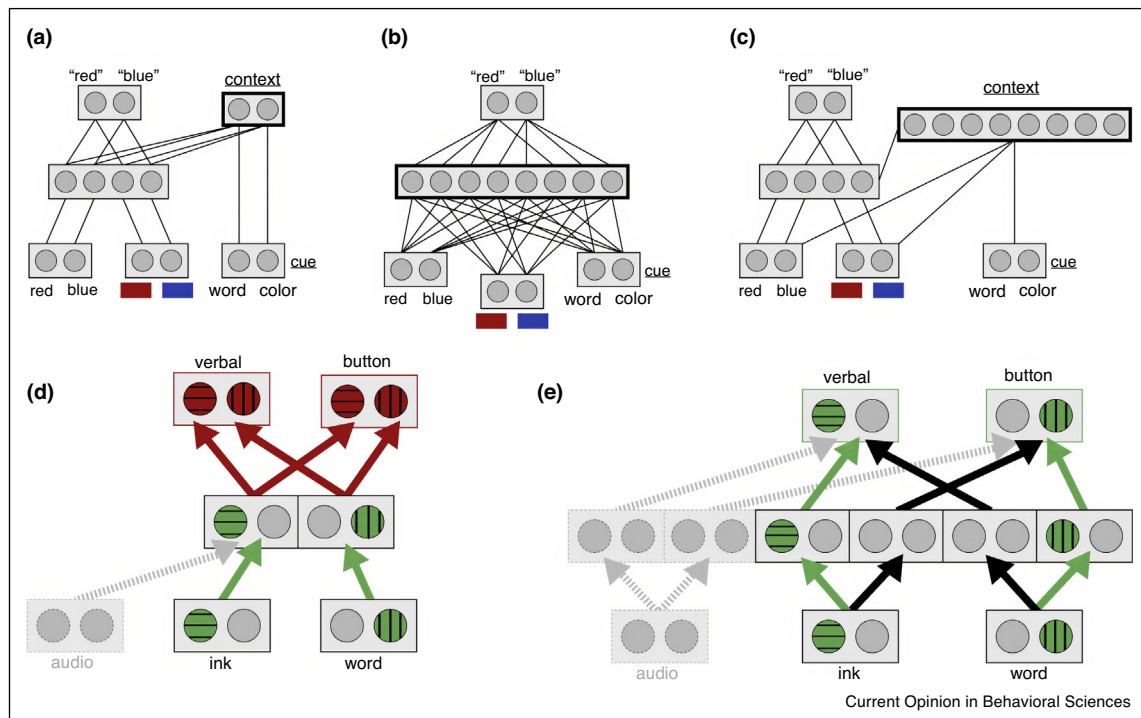 (a)
"red" "blue"
context
red blue
word color
cue
(b)
"red" "blue"
red blue
word color
cue
(c)
"red" "blue"
context
red blue
word color
cue
(d)
verbal
button
audio
ink
word
(e)
verbal
button
audio
ink
word
Current Opinion in Behavioral Sciences